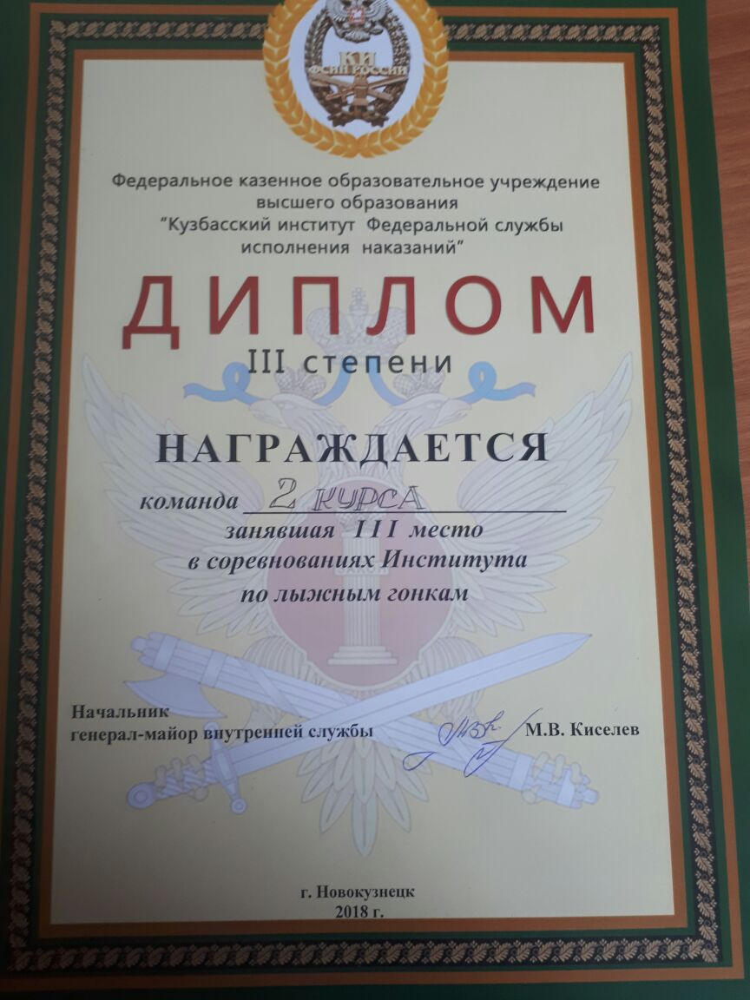 КИ
ФСИН РОССИИ
Федеральное казенное образовательное учреждение
высшего образования
"Кузбасский институт Федеральной службы
исполнения наказаний"
ДИПЛОМ
III степени
НАГРАЖДАЕТСЯ
команда 2 КУРСА
занявшая III место
в соревнованиях Института
по лыжным гонкам
Начальник
генерал-майор внутренней службы М.В. Киселев
г. Новокузнецк
2018 г.